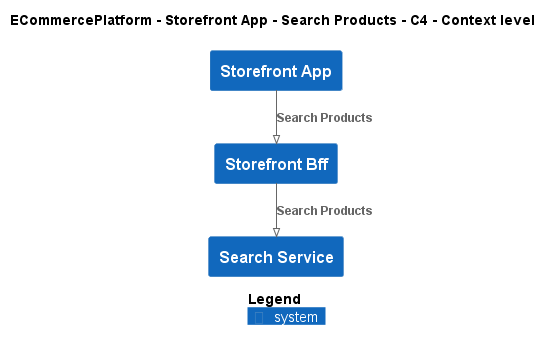 ECommercePlatform - Storefront App - Search Products - C4 - Context level
Storefront App
Search Products
Storefront Bff
Search Products
Search Service
Legend
system